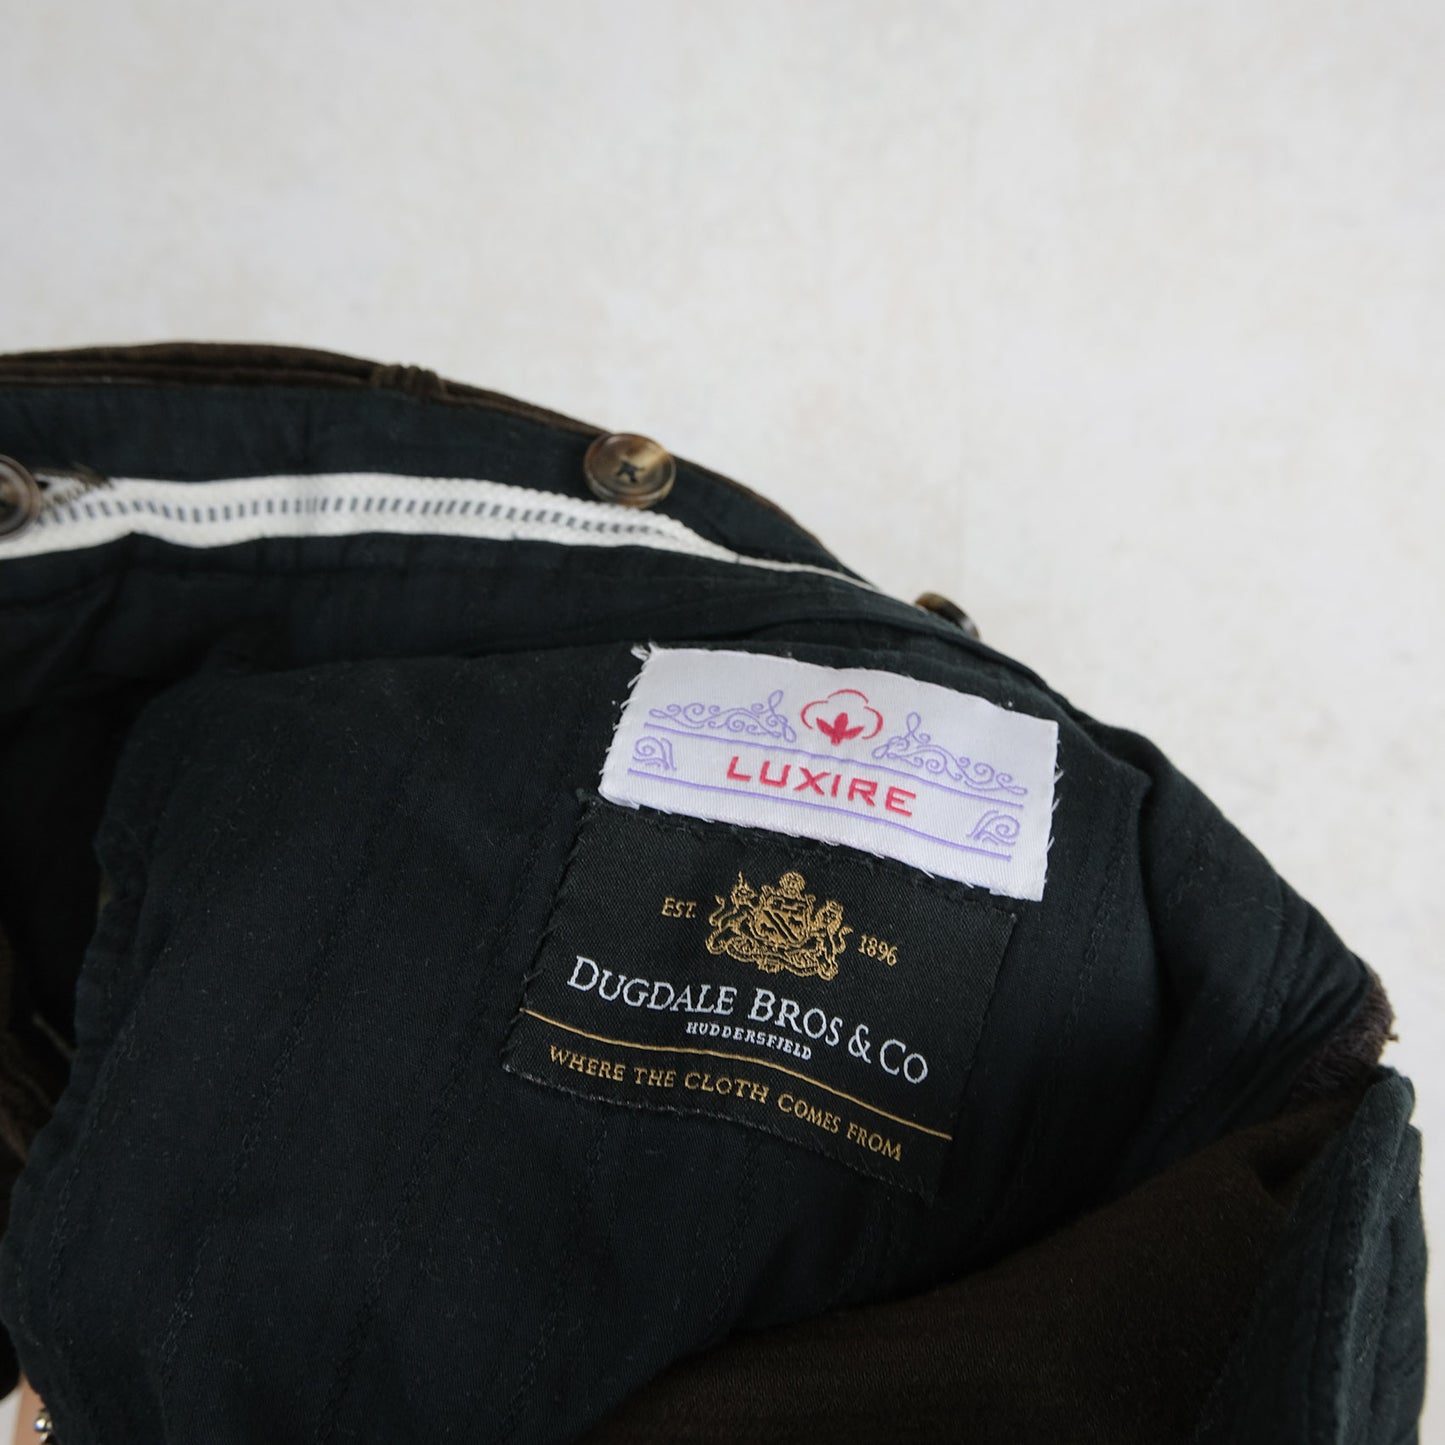 LUXIRE
EST. 1896
DUGDALE BROS & CO
HUDDERSFIELD
WHERE THE CLOTH COMES FROM